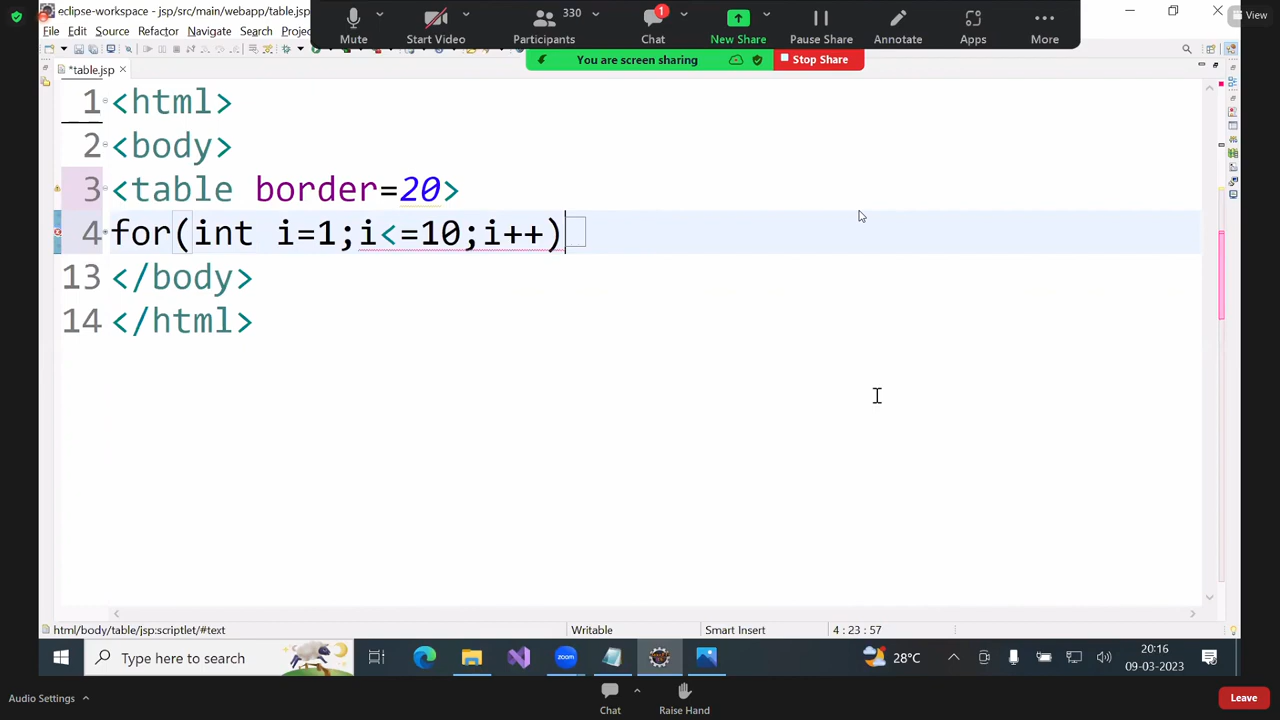 eclipse-workspace - jsp/src/main/webapp/table.jsp
File Edit Source Refactor Navigate Search Project
Mute Start Video Participants 330 Chat 1 New Share Pause Share Annotate Apps More
View
You are screen sharing Stop Share
*table.jsp
1 <html>
2 <body>
3 <table border=20>
4 for(int i=1;i<=10;i++)
13 </body>
14 </html>
html/body/table/jsp:scriptlet/#text Writable Smart Insert 4 : 23 : 57
Type here to search 28°C 20:16
zoom 09-03-2023
Audio Settings Chat Raise Hand Leave